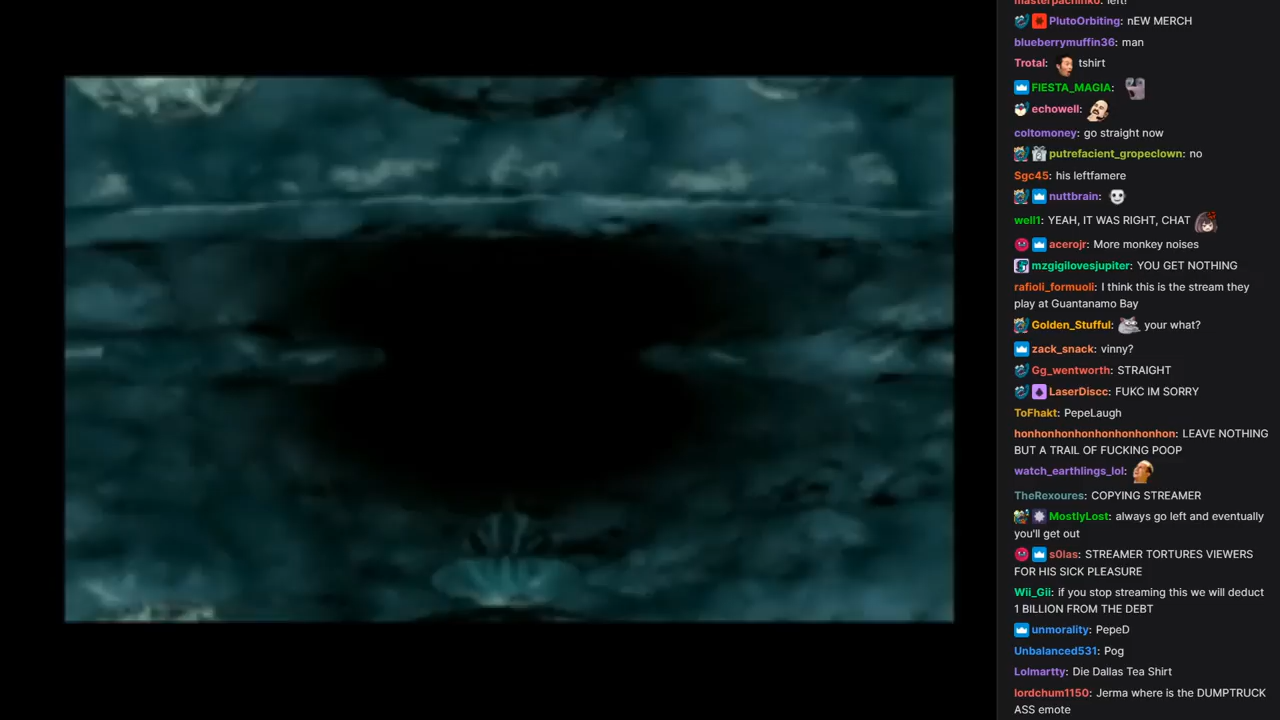 masterpachinko: left!
PlutoOrbiting: nEW MERCH
blueberrymuffin36: man
Trotal: tshirt
FIESTA_MAGIA:
echowell:
coltomoney: go straight now
putrefacient_gropeclown: no
Sgc45: his leftfamere
nuttbrain:
well1: YEAH, IT WAS RIGHT, CHAT
acerojr: More monkey noises
mzgigilovesjupiter: YOU GET NOTHING
rafioli_formuoli: I think this is the stream they
play at Guantanamo Bay
Golden_Stufful: your what?
zack_snack: vinny?
Gg_wentworth: STRAIGHT
LaserDiscc: FUKC IM SORRY
ToFhakt: PepeLaugh
honhonhonhonhonhonhonhon: LEAVE NOTHING
BUT A TRAIL OF FUCKING POOP
watch_earthlings_lol:
TheRexoures: COPYING STREAMER
MostlyLost: always go left and eventually
you'll get out
s0las: STREAMER TORTURES VIEWERS
FOR HIS SICK PLEASURE
Wii_Gii: if you stop streaming this we will deduct
1 BILLION FROM THE DEBT
unmorality: PepeD
Unbalanced531: Pog
Lolmartty: Die Dallas Tea Shirt
lordchum1150: Jerma where is the DUMPTRUCK
ASS emote